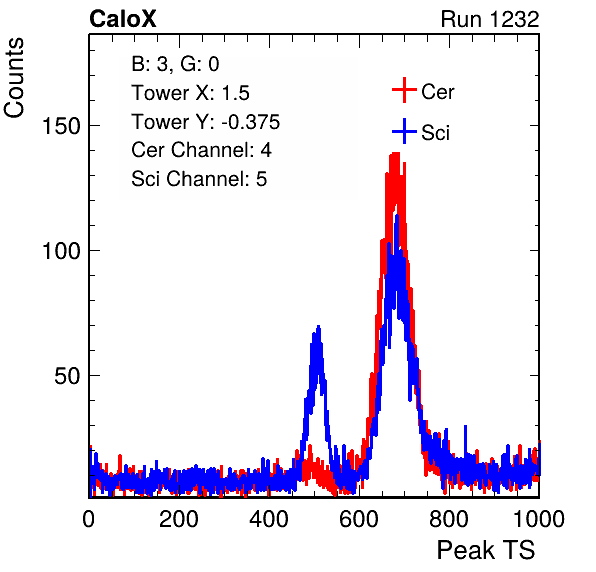 CaloX Run 1232
Counts
B: 3, G: 0
Tower X: 1.5
Tower Y: -0.375
Cer Channel: 4
Sci Channel: 5
Cer
Sci
150
100
50
0 200 400 600 800 1000
Peak TS